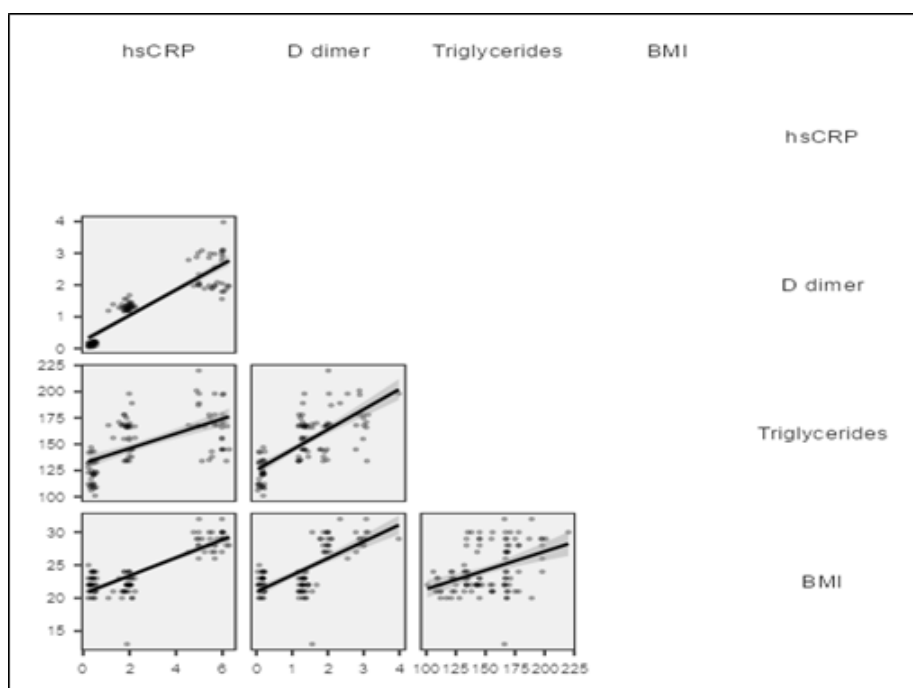 hsCRP D dimer Triglycerides BMI
hsCRP
4
3
2
1
0
D dimer
225
200
175
150
125
100
Triglycerides
30
25
20
15
BMI
0 2 4 6 0 1 2 3 4 100 125 150 175 200 225